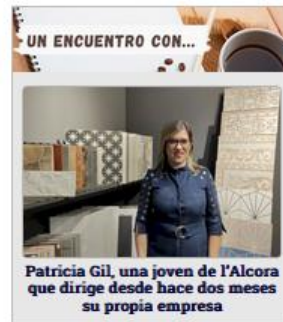 UN ENCUENTRO CON...
Patricia Gil, una joven de l'Alcora
que dirige desde hace dos meses
su propia empresa